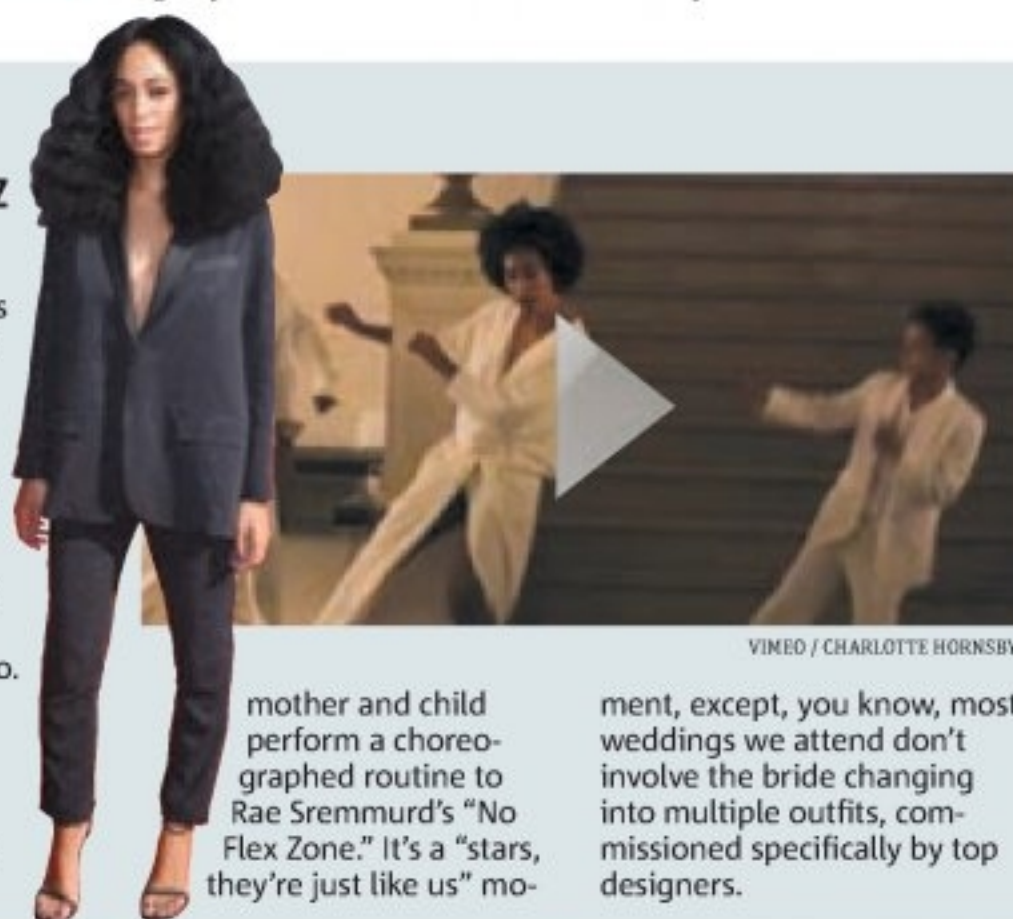 VIMEO / CHARLOTTE HORNSBY
mother and child
perform a choreo-
graphed routine to
Rae Sremmurd's “No
Flex Zone.” It's a “stars,
they're just like us” mo-
ment, except, you know, most
weddings we attend don't
involve the bride changing
into multiple outfits, com-
missioned specifically by top
designers.